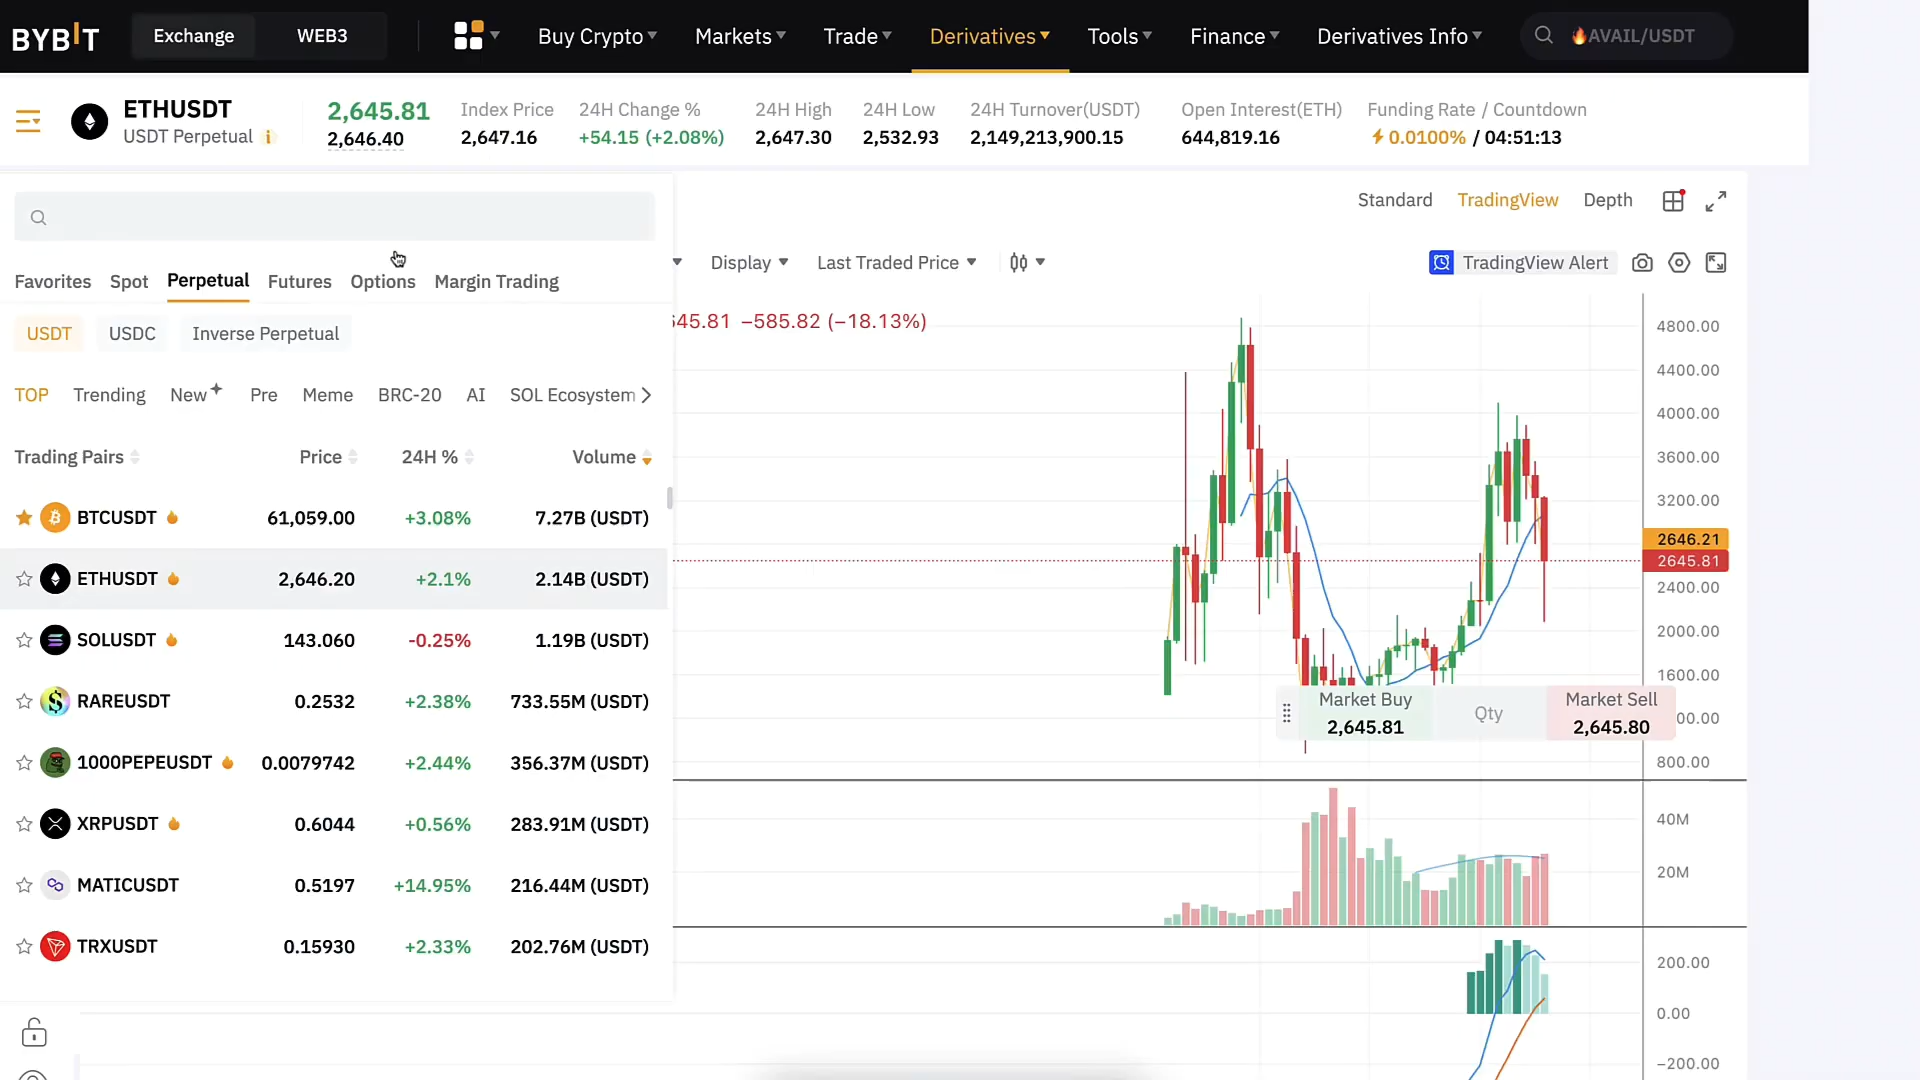 BYBIT Exchange WEB3 Buy Crypto Markets Trade Derivatives Tools Finance Derivatives Info 🔥AVAIL/USDT
ETHUSDT 2,645.81 Index Price 24H Change % 24H High 24H Low 24H Turnover(USDT) Open Interest(ETH) Funding Rate / Countdown
USDT Perpetual 2,646.40 2,647.16 +54.15 (+2.08%) 2,647.30 2,532.93 2,149,213,900.15 644,819.16 0.0100% / 04:51:13
Standard TradingView Depth
Display Last Traded Price TradingView Alert
Favorites Spot Perpetual Futures Options Margin Trading
45.81 −585.82 (−18.13%)
USDT USDC Inverse Perpetual
TOP Trending New Pre Meme BRC-20 AI SOL Ecosystem
Trading Pairs Price 24H % Volume
BTCUSDT 61,059.00 +3.08% 7.27B (USDT)
ETHUSDT 2,646.20 +2.1% 2.14B (USDT)
SOLUSDT 143.060 -0.25% 1.19B (USDT)
RAREUSDT 0.2532 +2.38% 733.55M (USDT)
1000PEPEUSDT 0.0079742 +2.44% 356.37M (USDT)
XRPUSDT 0.6044 +0.56% 283.91M (USDT)
MATICUSDT 0.5197 +14.95% 216.44M (USDT)
TRXUSDT 0.15930 +2.33% 202.76M (USDT)
4800.00
4400.00
4000.00
3600.00
3200.00
2646.21
2645.81
2400.00
2000.00
1600.00
Market Buy Qty Market Sell
2,645.81 2,645.80
00.00
800.00
40M
20M
200.00
0.00
−200.00